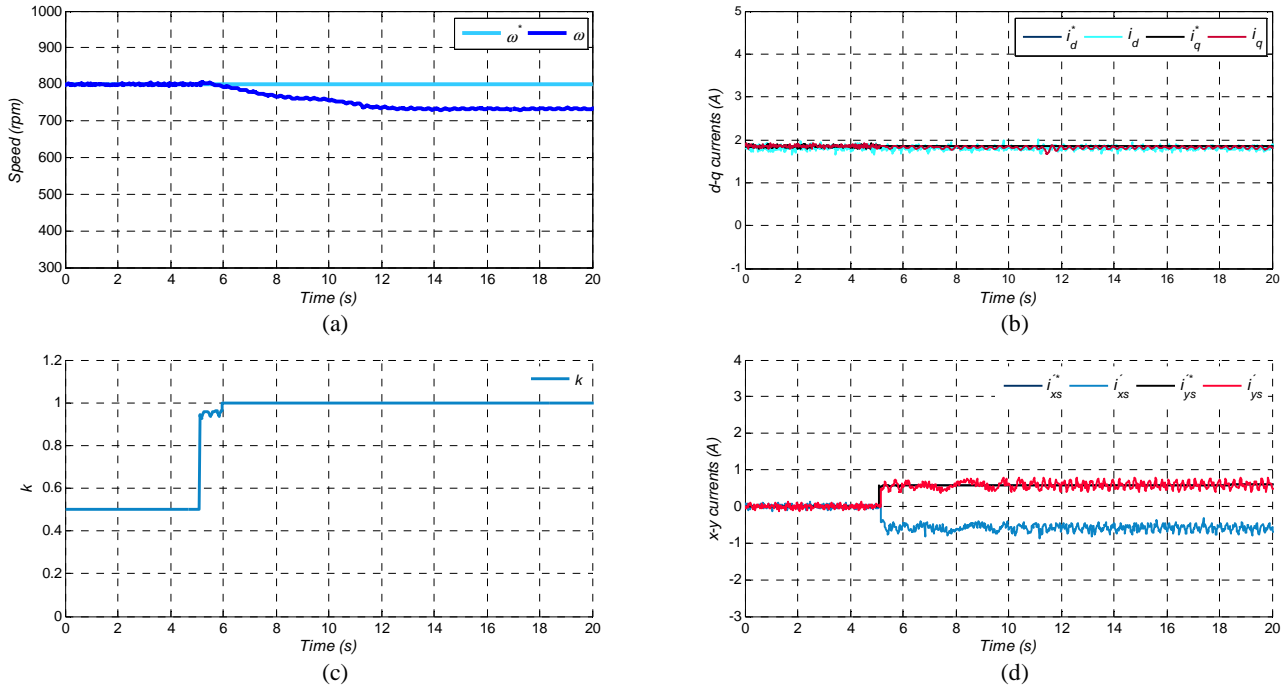 1000
900
800
700
600
500
400
300
Speed (rpm)
ω* ω
0 2 4 6 8 10 12 14 16 18 20
Time (s)
(a)
5
4
3
2
1
0
-1
d-q currents (A)
i*d id i*q iq
0 2 4 6 8 10 12 14 16 18 20
Time (s)
(b)
1.2
1
0.8
0.6
0.4
0.2
0
k
k
0 2 4 6 8 10 12 14 16 18 20
Time (s)
(c)
4
3
2
1
0
-1
-2
-3
x-y currents (A)
i´*xs i´xs i´*ys i´ys
0 2 4 6 8 10 12 14 16 18 20
Time (s)
(d)